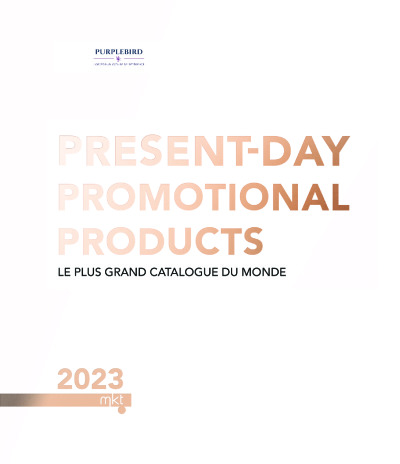 PURPLEBIRD
PRESENT-DAY
PROMOTIONAL
PRODUCTS
LE PLUS GRAND CATALOGUE DU MONDE
2023
mkt